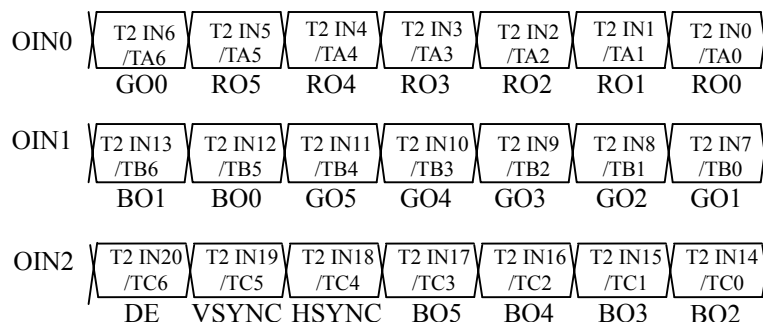 T2 IN6 T2 IN5 T2 IN4 T2 IN3 T2 IN2 T2 IN1 T2 IN0
OIN0
/TA6 /TA5 /TA4 /TA3 /TA2 /TA1 /TA0
GO0 RO5 RO4 RO3 RO2 RO1 RO0
OIN1
T2 IN13 T2 IN12 T2 IN11 T2 IN10 T2 IN9 T2 IN8 T2 IN7
/TB6 /TB5 /TB4 /TB3 /TB2 /TB1 /TB0
BO1 BO0 GO5 GO4 GO3 GO2 GO1
OIN2
T2 IN20 T2 IN19 T2 IN18 T2 IN17 T2 IN16 T2 IN15 T2 IN14
/TC6 /TC5 /TC4 /TC3 /TC2 /TC1 /TC0
DE VSYNC HSYNC BO5 BO4 BO3 BO2